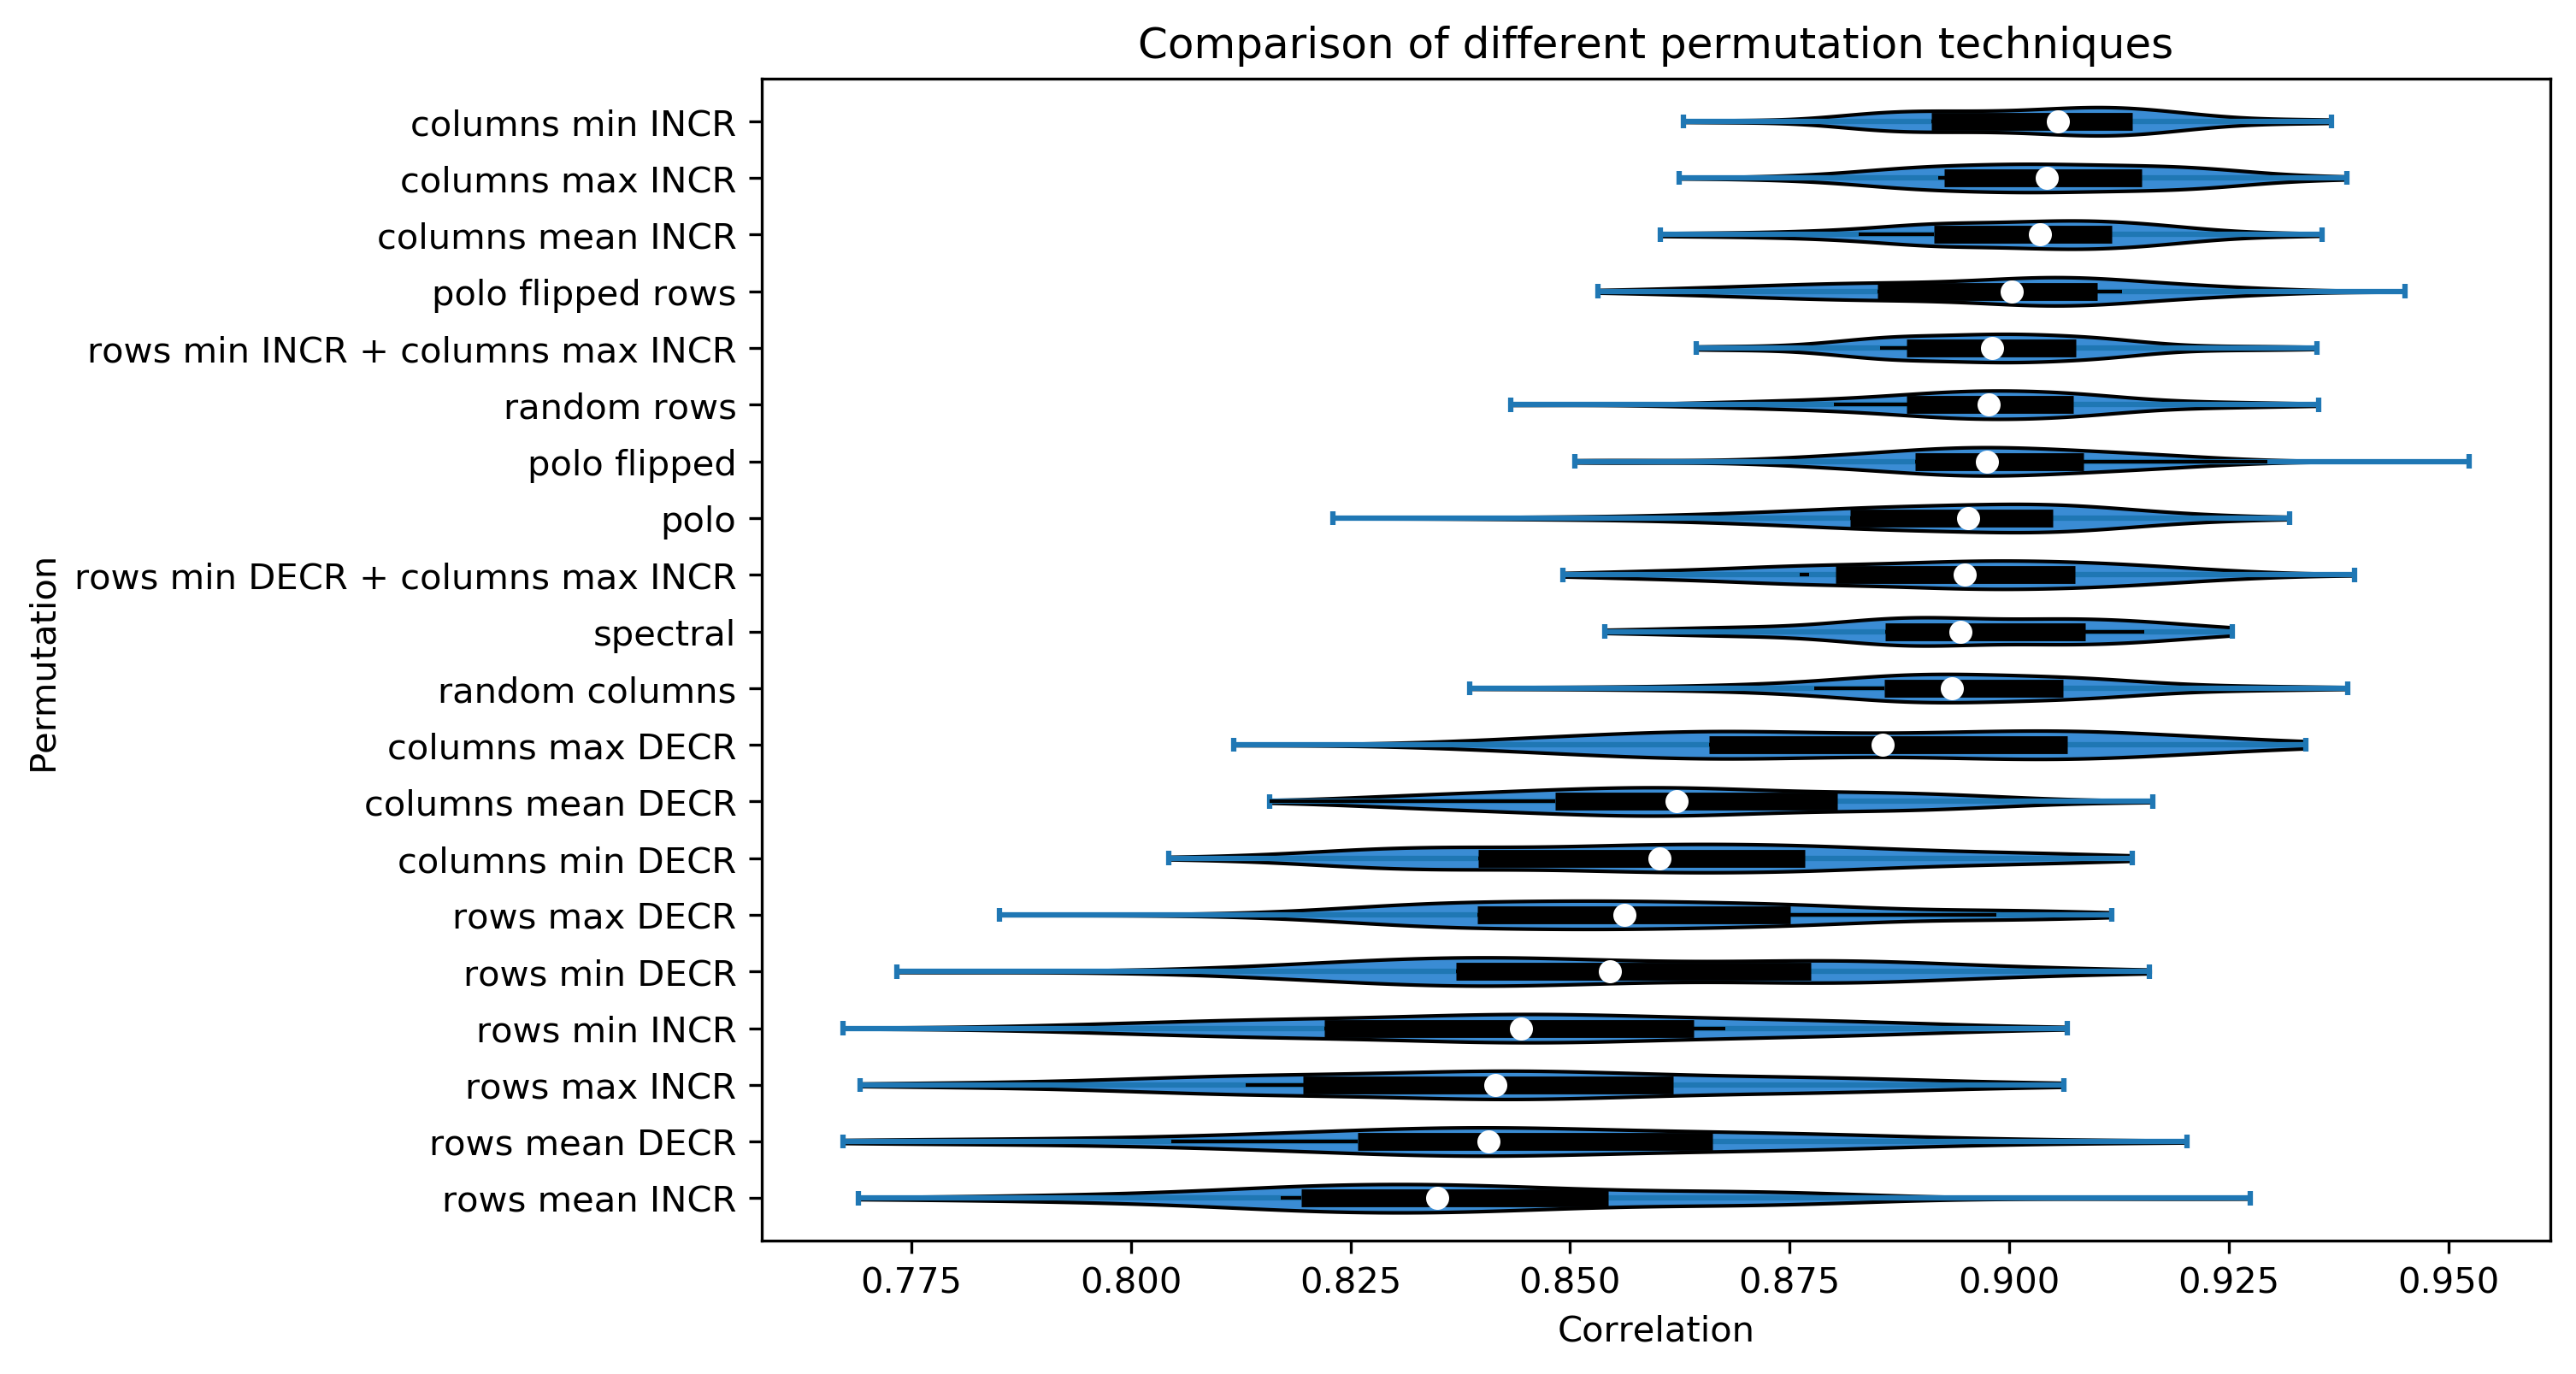 Comparison of different permutation techniques
columns min INCR
columns max INCR
columns mean INCR
polo flipped rows
rows min INCR + columns max INCR
random rows
polo flipped
polo
rows min DECR + columns max INCR
spectral
random columns
columns max DECR
columns mean DECR
columns min DECR
rows max DECR
rows min DECR
rows min INCR
rows max INCR
rows mean DECR
rows mean INCR
Permutation
0.775 0.800 0.825 0.850 0.875 0.900 0.925 0.950
Correlation